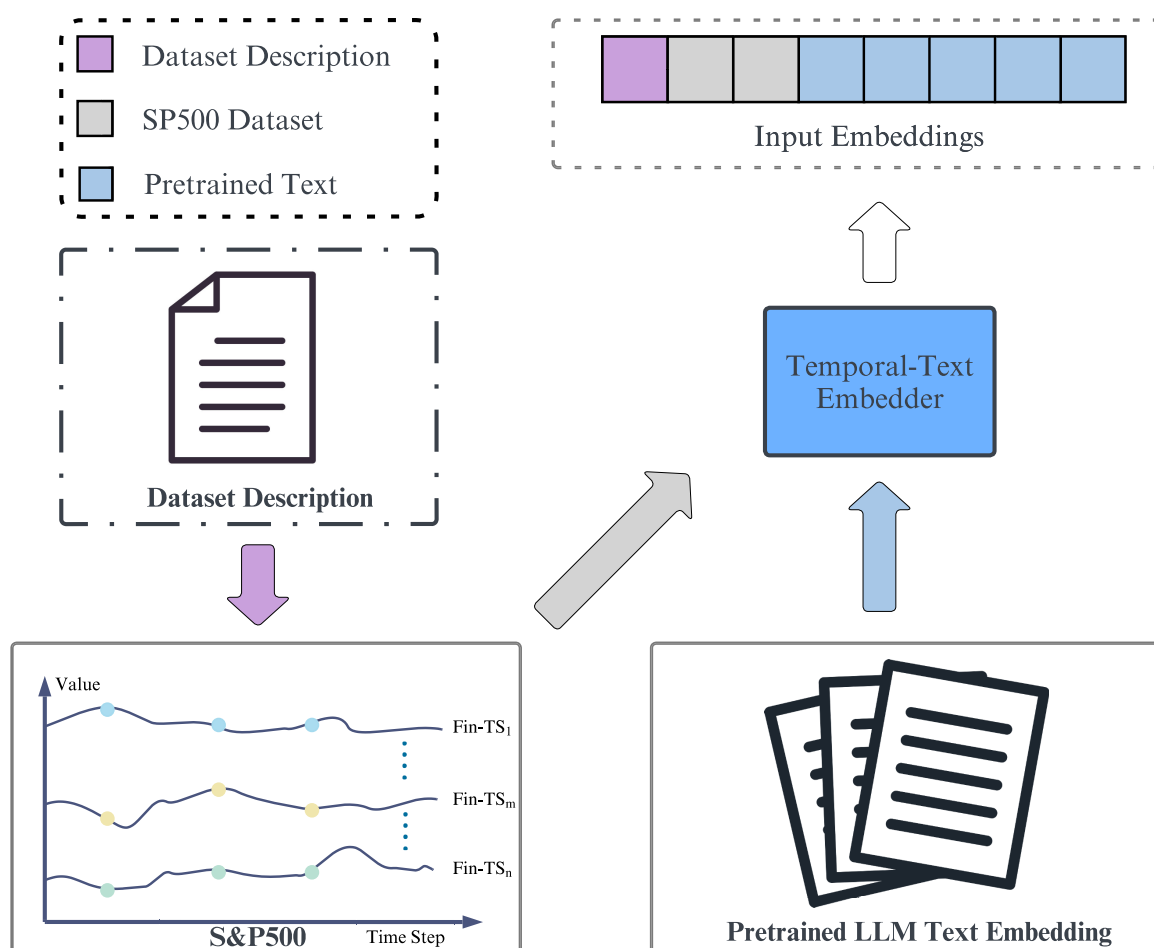 Dataset Description
SP500 Dataset
Pretrained Text
Input Embeddings
Dataset Description
Temporal-Text
Embedder
Value
Fin-TS₁
Fin-TSₘ
Fin-TSₙ
S&P500
Time Step
Pretrained LLM Text Embedding